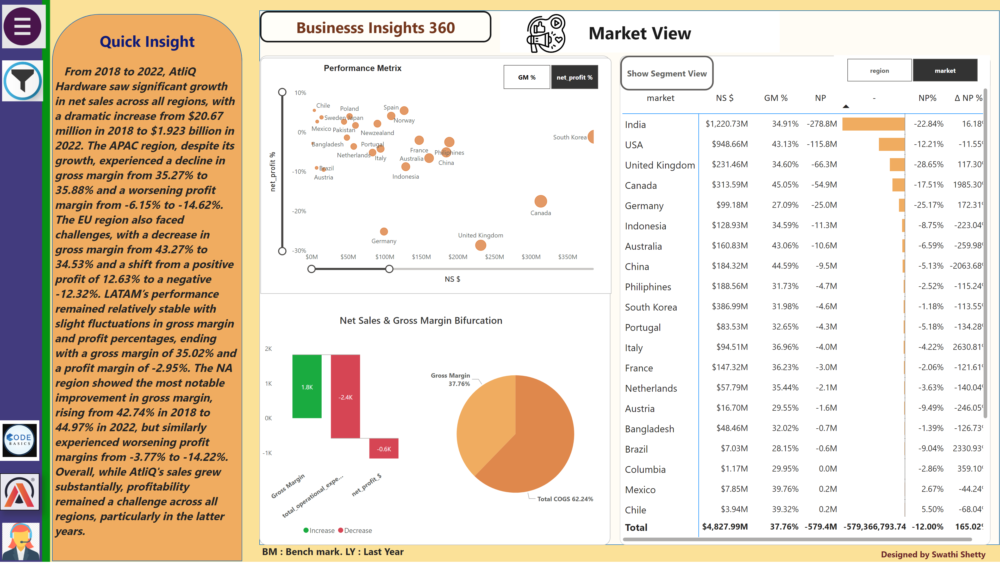 Quick Insight
From 2018 to 2022, AtliQ
Hardware saw significant growth
in net sales across all regions, with
a dramatic increase from $20.67
million in 2018 to $1.923 billion in
2022. The APAC region, despite its
growth, experienced a decline in
gross margin from 35.27% to
35.88% and a worsening profit
margin from -6.15% to -14.62%.
The EU region also faced
challenges, with a decrease in
gross margin from 43.27% to
34.53% and a shift from a positive
profit of 12.63% to a negative
-12.32%. LATAM’s performance
remained relatively stable with
slight fluctuations in gross margin
and profit percentages, ending
with a gross margin of 35.02% and
a profit margin of -2.95%. The NA
region showed the most notable
improvement in gross margin,
rising from 42.74% in 2018 to
44.97% in 2022, but similarly
experienced worsening profit
margins from -3.77% to -14.22%.
Overall, while AtliQ's sales grew
substantially, profitability
remained a challenge across all
regions, particularly in the latter
years.
CODE
BASICS
®
Businesss Insights 360
Market View
Performance Metrix
GM %
net_profit %
net_profit %
10%
0%
-10%
-20%
-30%
Chile
Poland
Spain
Sweden
Japan
Norway
Mexico
Pakistan
Newzealand
South Korea
Bangladesh
Portugal
France
Philiphines
Netherlands
Italy
Australia
China
Brazil
Austria
Indonesia
Canada
Germany
United Kingdom
$0M
$50M
$100M
$150M
$200M
$250M
$300M
$350M
NS $
Net Sales & Gross Margin Bifurcation
2K
1K
0K
-1K
1.8K
-2.4K
-0.6K
Gross Margin
total_operational_expe...
net_profit_$
Increase
Decrease
Gross Margin
37.76%
Total COGS 62.24%
Show Segment View
region
market
market NS $ GM % NP - NP% Δ NP %
India $1,220.73M 34.91% -278.8M -22.84% 16.18
USA $948.66M 43.13% -115.8M -12.21% -11.55
United Kingdom $231.46M 34.60% -66.3M -28.65% 117.30
Canada $313.59M 45.05% -54.9M -17.51% 1985.30
Germany $99.18M 27.09% -25.0M -25.17% 172.31
Indonesia $128.93M 34.59% -11.3M -8.75% -223.04
Australia $160.83M 43.06% -10.6M -6.59% -259.98
China $184.32M 44.59% -9.5M -5.13% -2063.68
Philiphines $188.56M 31.73% -4.7M -2.52% -115.24
South Korea $386.99M 31.98% -4.6M -1.18% -113.55
Portugal $83.53M 32.65% -4.3M -5.18% -134.28
Italy $94.51M 36.96% -4.0M -4.22% 2630.81
France $147.32M 36.23% -3.0M -2.06% -121.61
Netherlands $57.79M 35.44% -2.1M -3.63% -140.04
Austria $16.70M 29.55% -1.6M -9.49% -246.05
Bangladesh $48.46M 32.02% -0.7M -1.39% -126.73
Brazil $7.03M 28.15% -0.6M -9.04% 2330.93
Columbia $1.17M 29.95% 0.0M -2.86% 359.10
Mexico $7.85M 39.76% 0.2M 2.67% -44.24
Chile $3.94M 39.32% 0.2M 5.50% -68.04
Total $4,827.99M 37.76% -579.4M -579,366,793.74 -12.00% 165.02
BM : Bench mark. LY : Last Year
Designed by Swathi Shetty